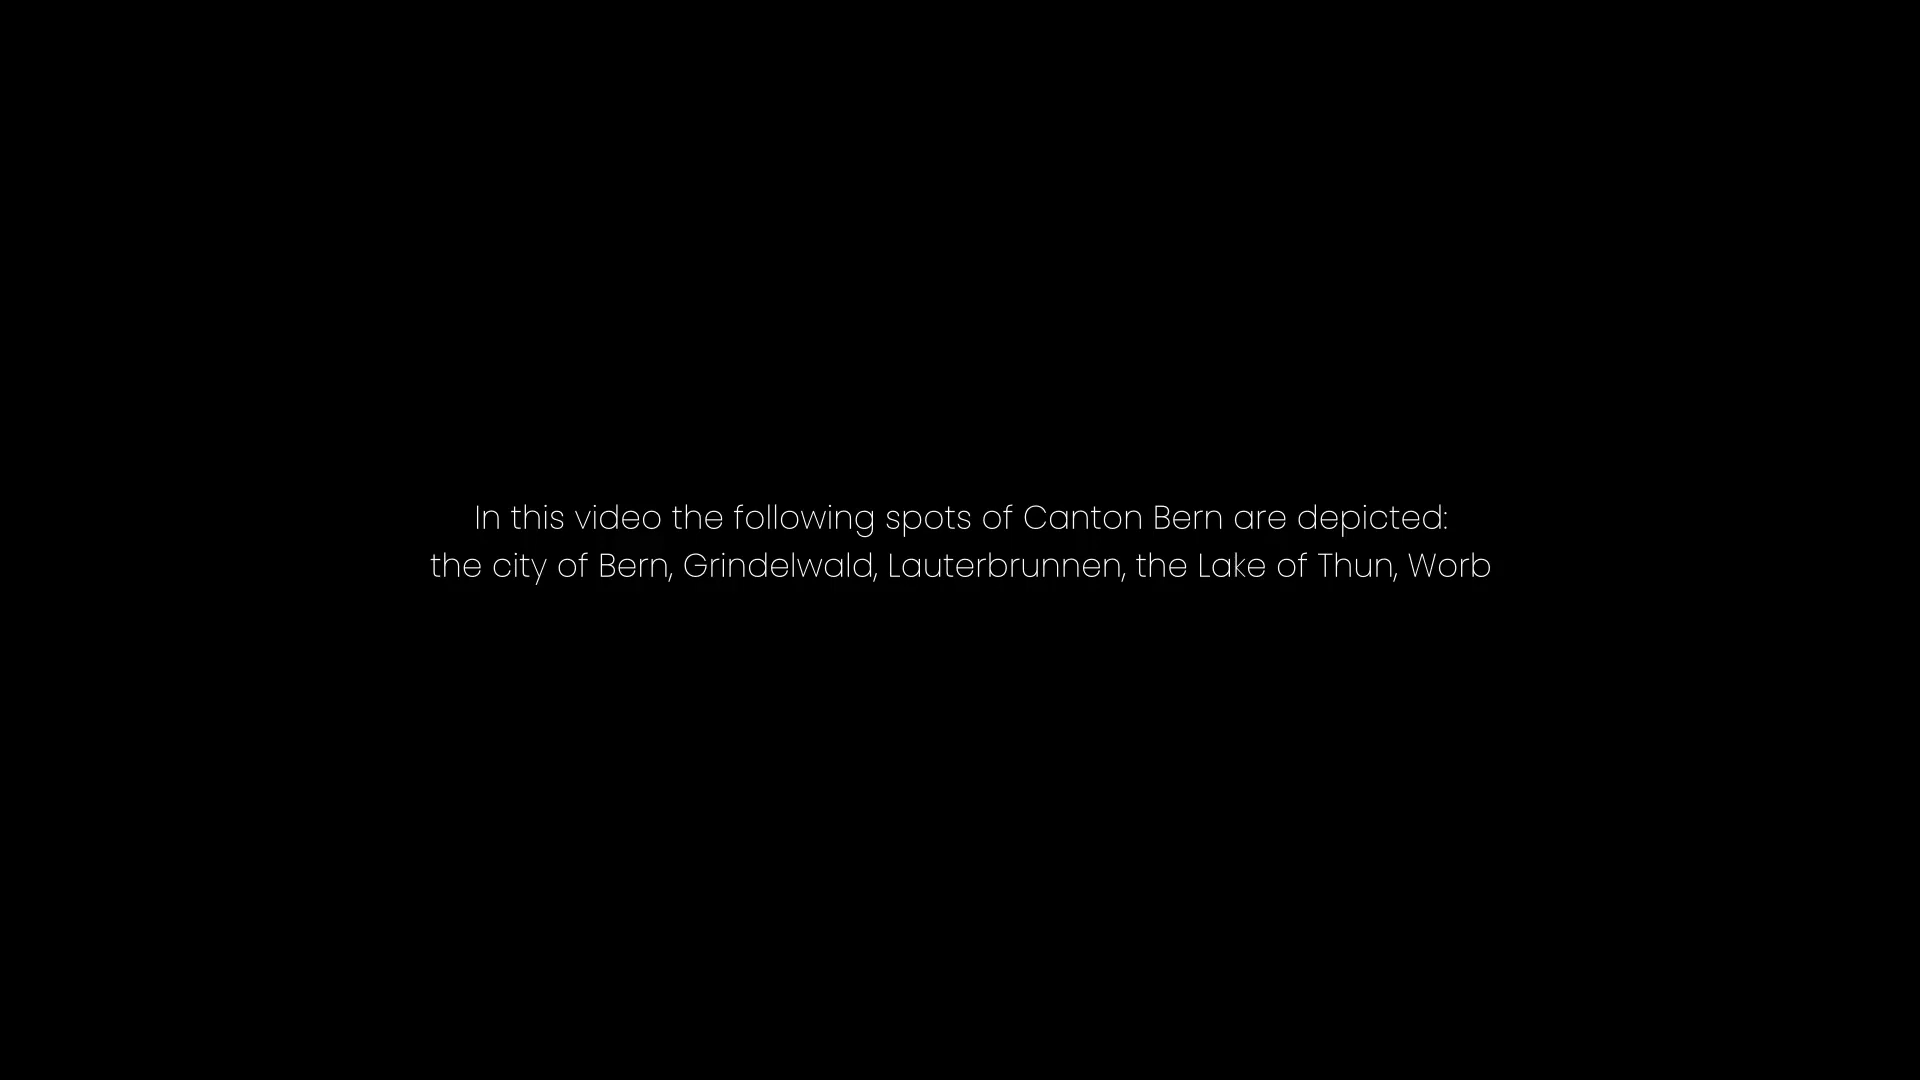 In this video the following spots of Canton Bern are depicted:
the city of Bern, Grindelwald, Lauterbrunnen, the Lake of Thun, Worb